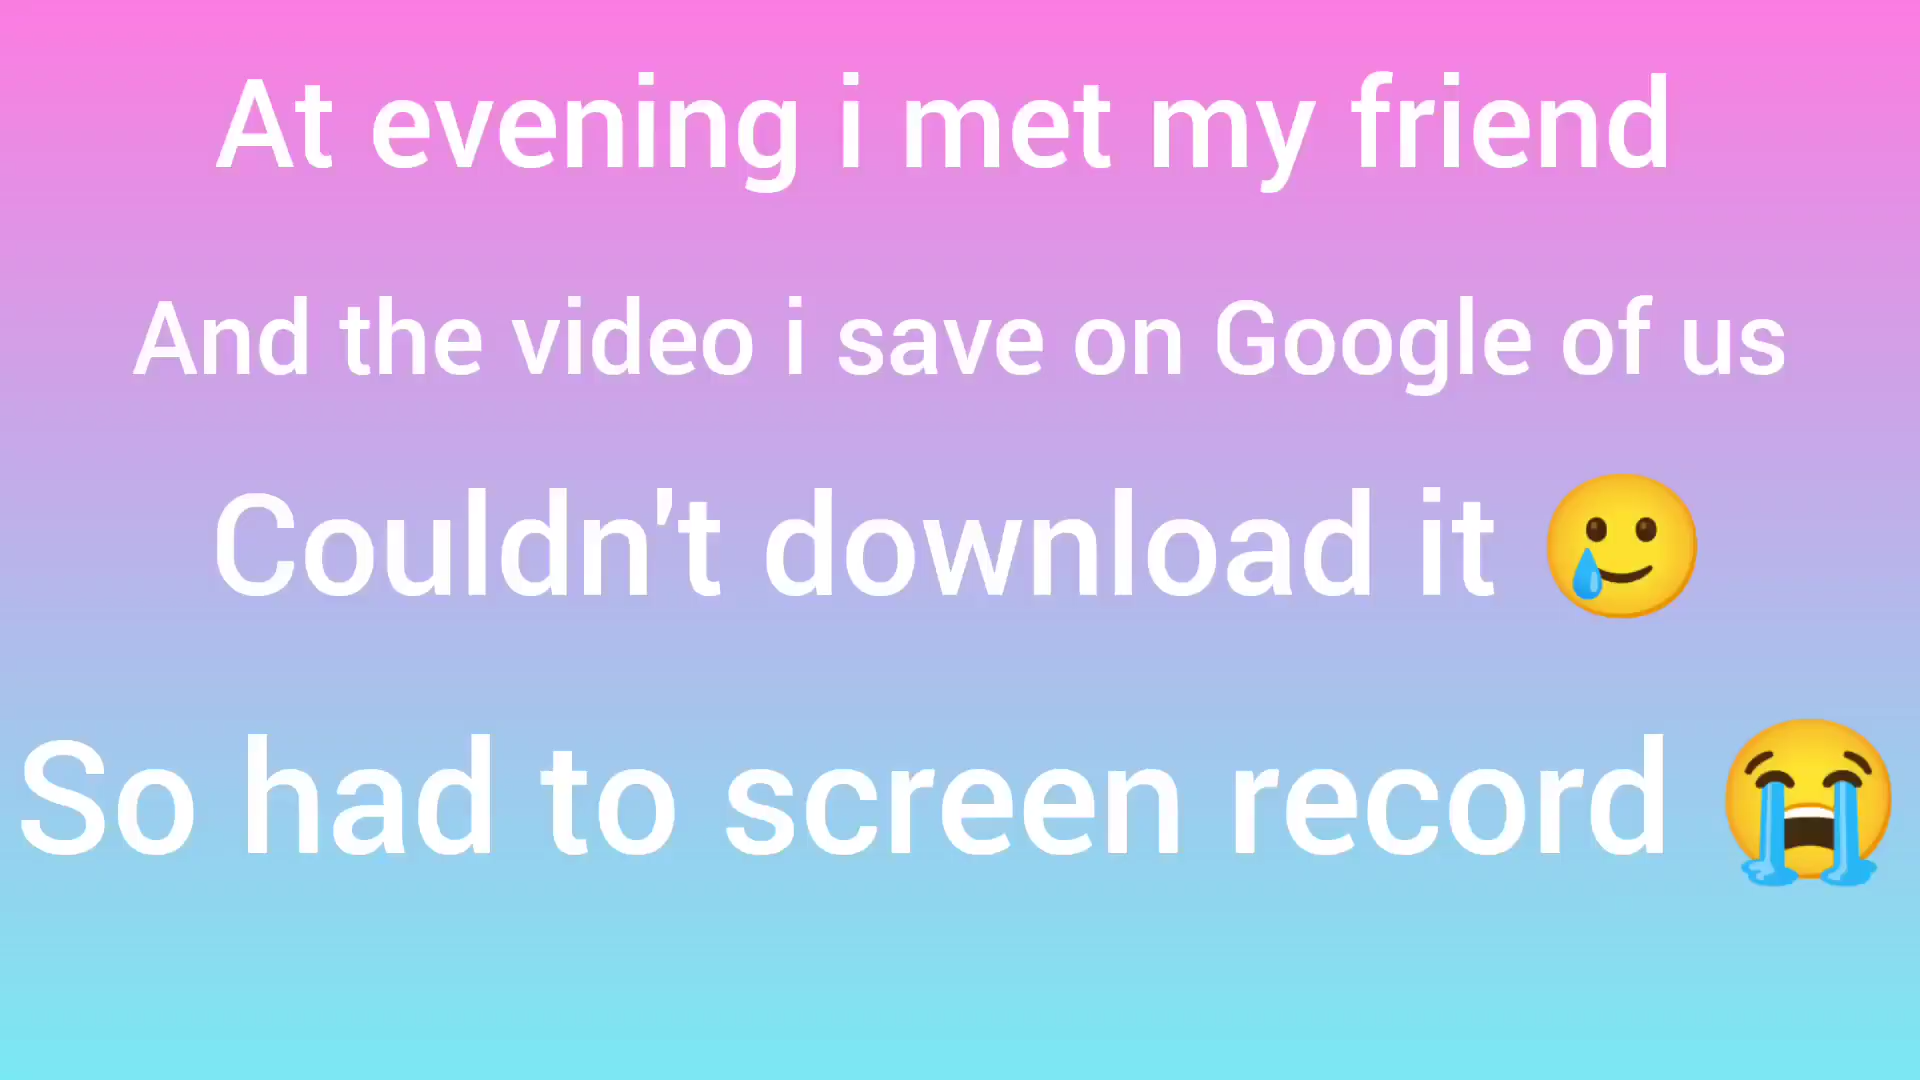 At evening i met my friend
And the video i save on Google of us
Couldn't download it 🥲
So had to screen record 😭